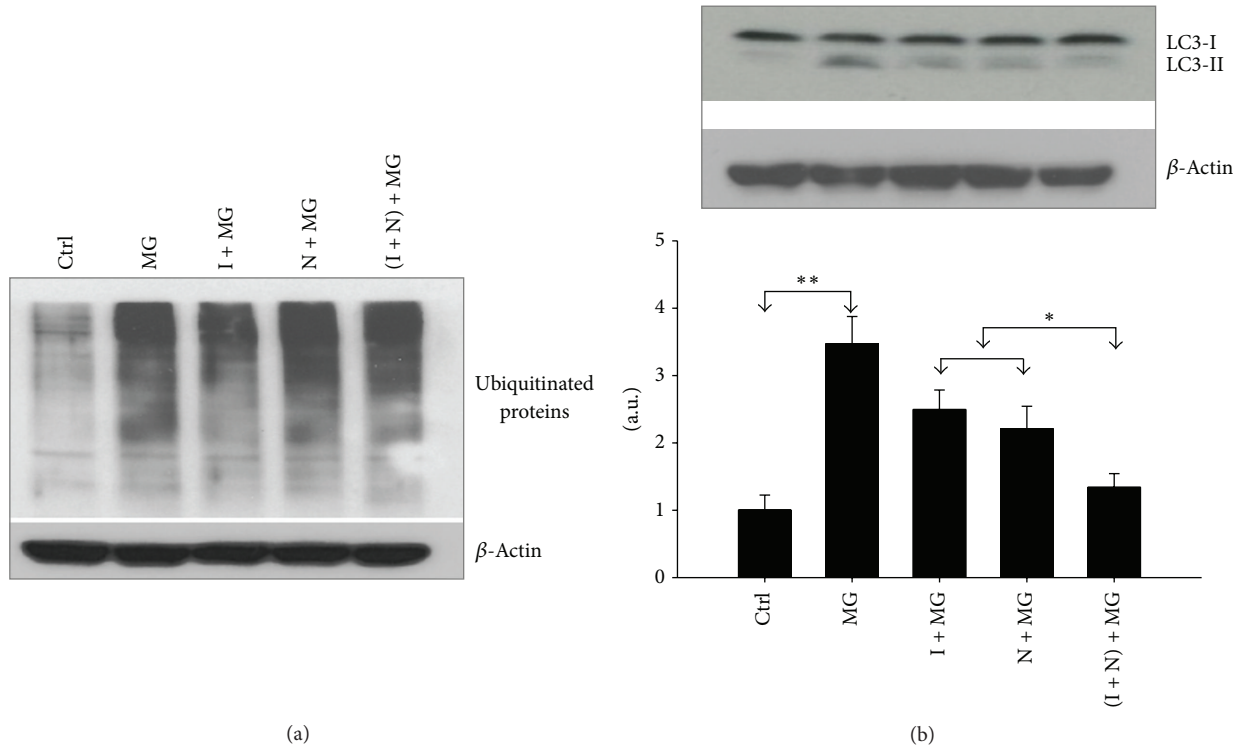 Ctrl
MG
I + MG
N + MG
(I + N) + MG
Ubiquitinated
proteins
β-Actin
(a)
LC3-I
LC3-II
β-Actin
5
4
3
2
1
0
(a.u.)
**
*
Ctrl
MG
I + MG
N + MG
(I + N) + MG
(b)